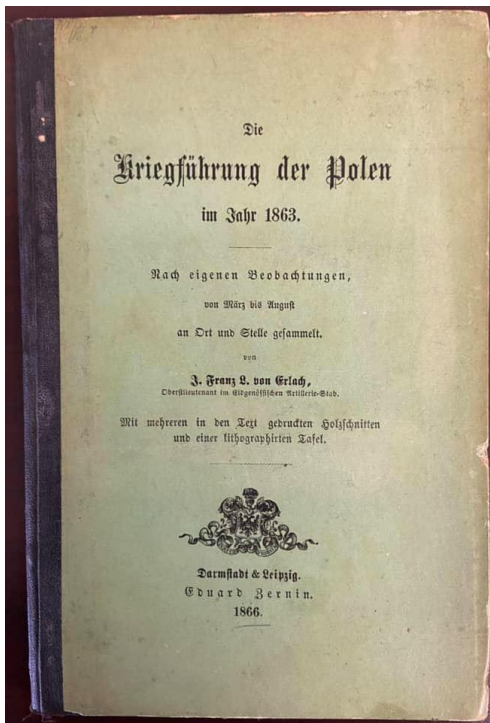 Die
Kriegführung der Polen
im Jahr 1863.
Nach eigenen Beobachtungen,
von März bis August
an Ort und Stelle gesammelt.
von
J. Franz L. von Erlach,
Oberstlieutenant im Eidgenössischen Artillerie-Stab.
Mit mehreren in den Text gedruckten Holzschnitten
und einer lithographirten Tafel.
Darmstadt & Leipzig.
Eduard Zernin.
1866.